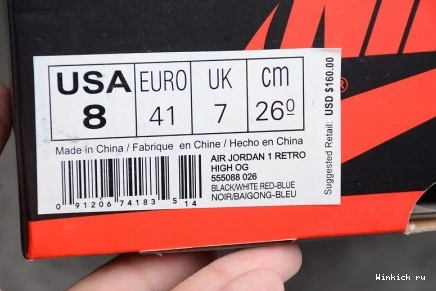 USA EURO UK cm
8 41 7 26⁰
Made in China / Fabrique en Chine / Hecho en China
AIR JORDAN 1 RETRO
HIGH OG
555088 026
BLACK/WHITE RED-BLUE
NOIR/BAIGONG-BLEU
0 91206 74183 5 14
Suggested Retail: USD $160.00
Winkick ru